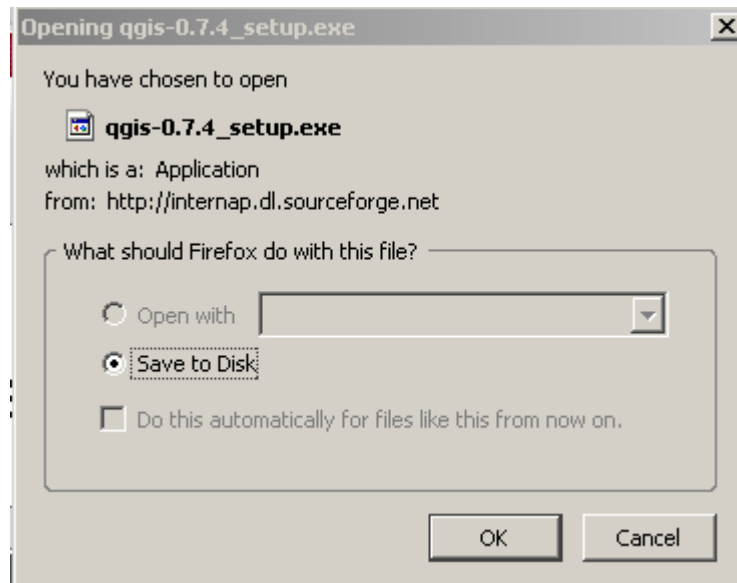 Opening qgis-0.7.4_setup.exe
You have chosen to open
qgis-0.7.4_setup.exe
which is a: Application
from: http://internap.dl.sourceforge.net
What should Firefox do with this file?
Open with
Save to Disk
Do this automatically for files like this from now on.
OK Cancel